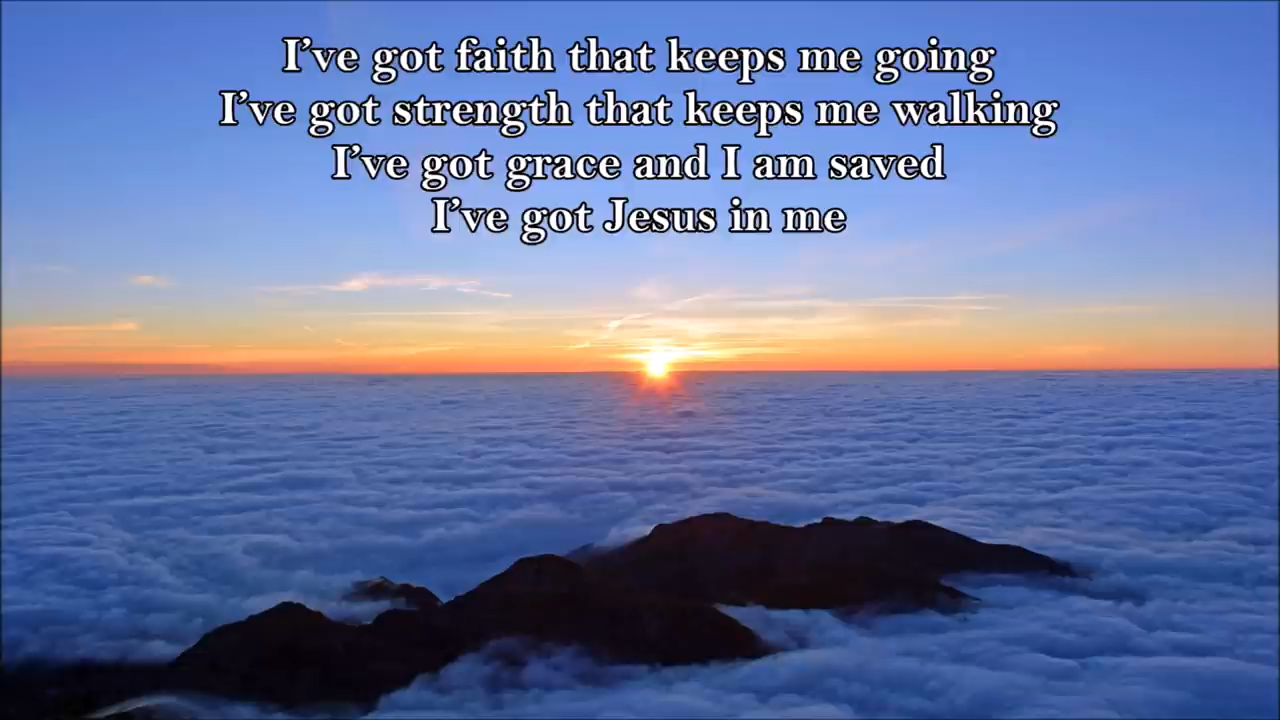 I’ve got faith that keeps me going
I’ve got strength that keeps me walking
I’ve got grace and I am saved
I’ve got Jesus in me